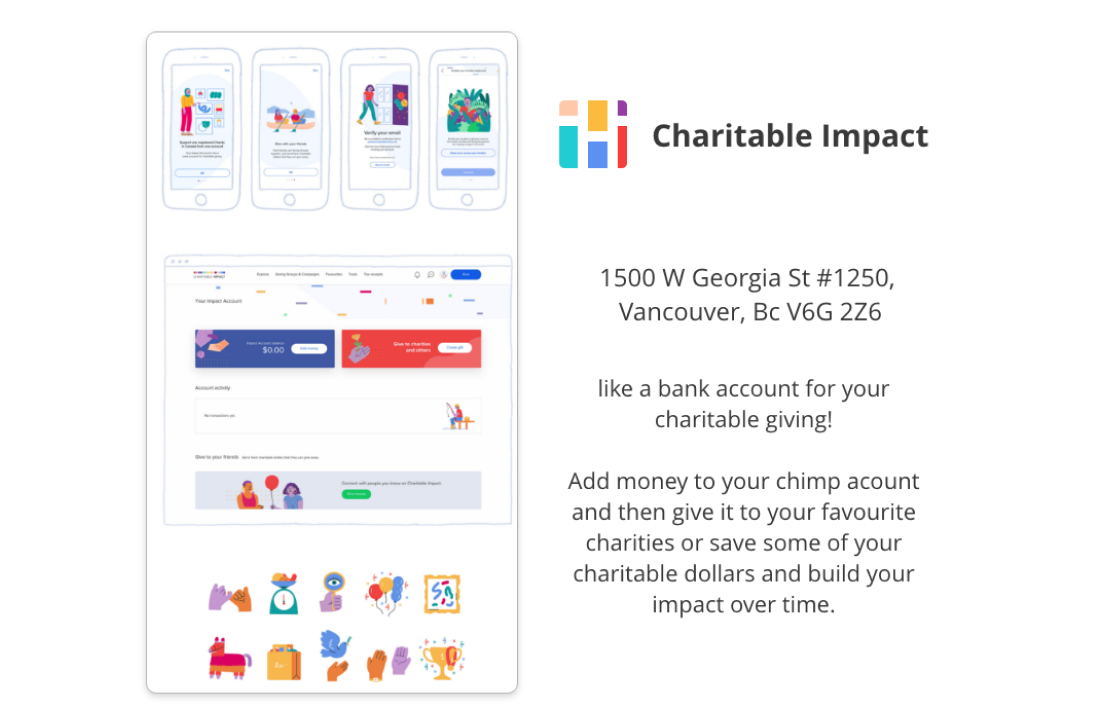 Verify your email
Charitable Impact
CHARITABLE IMPACT
Explore Giving Groups & Campaigns Favourites Tools Tax receipts
Your Impact Account
Impact Account balance
$0.00
Add money
Give to charities
and others
Create gift
Account activity
No transactions yet
Give to your friends
Connect with people you know on Charitable Impact
1500 W Georgia St #1250,
Vancouver, Bc V6G 2Z6
like a bank account for your
charitable giving!
Add money to your chimp acount
and then give it to your favourite
charities or save some of your
charitable dollars and build your
impact over time.